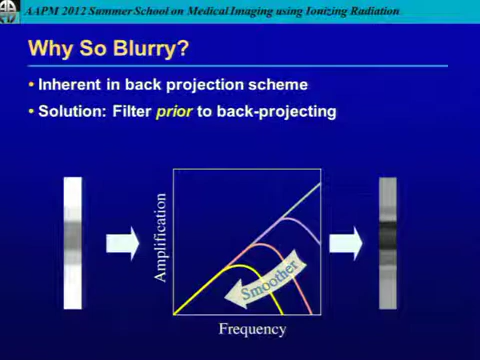 AAPM 2012 Summer School on Medical Imaging using Ionizing Radiation
Why So Blurry?
• Inherent in back projection scheme
• Solution: Filter prior to back-projecting
Amplification
Smoother
Frequency